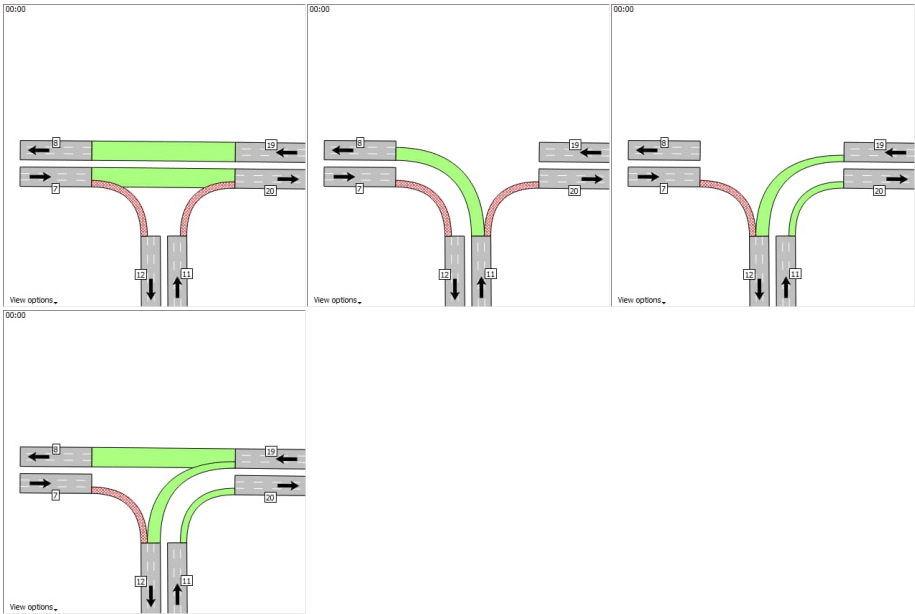 00:00 00:00 00:00
8 19 8 19 8 19
7 20 7 20 7 20
12 11 12 11 12 11
View options View options View options
00:00
8 19
7 20
12 11
View options